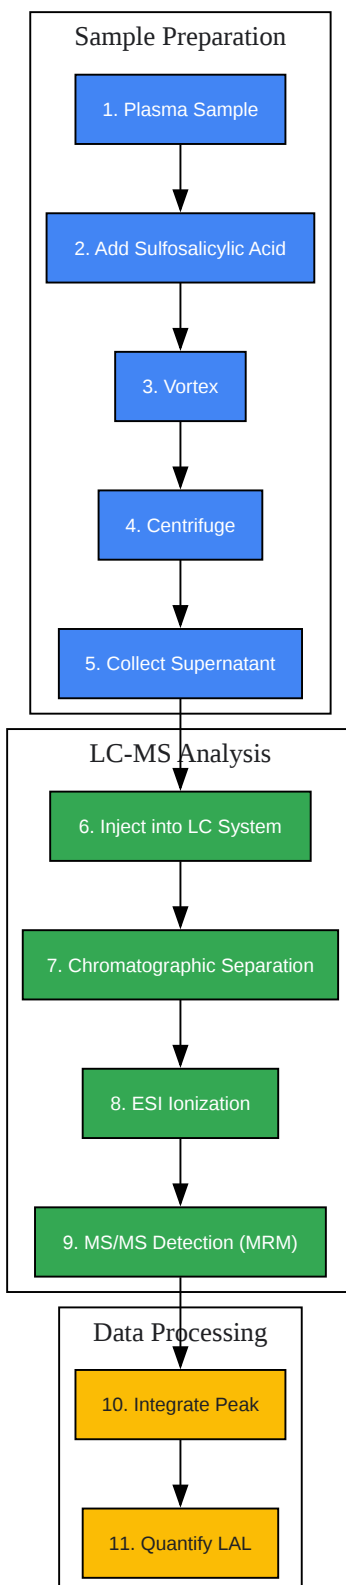 Sample Preparation
1. Plasma Sample
2. Add Sulfosalicylic Acid
3. Vortex
4. Centrifuge
5. Collect Supernatant
LC-MS Analysis
6. Inject into LC System
7. Chromatographic Separation
8. ESI Ionization
9. MS/MS Detection (MRM)
Data Processing
10. Integrate Peak
11. Quantify LAL